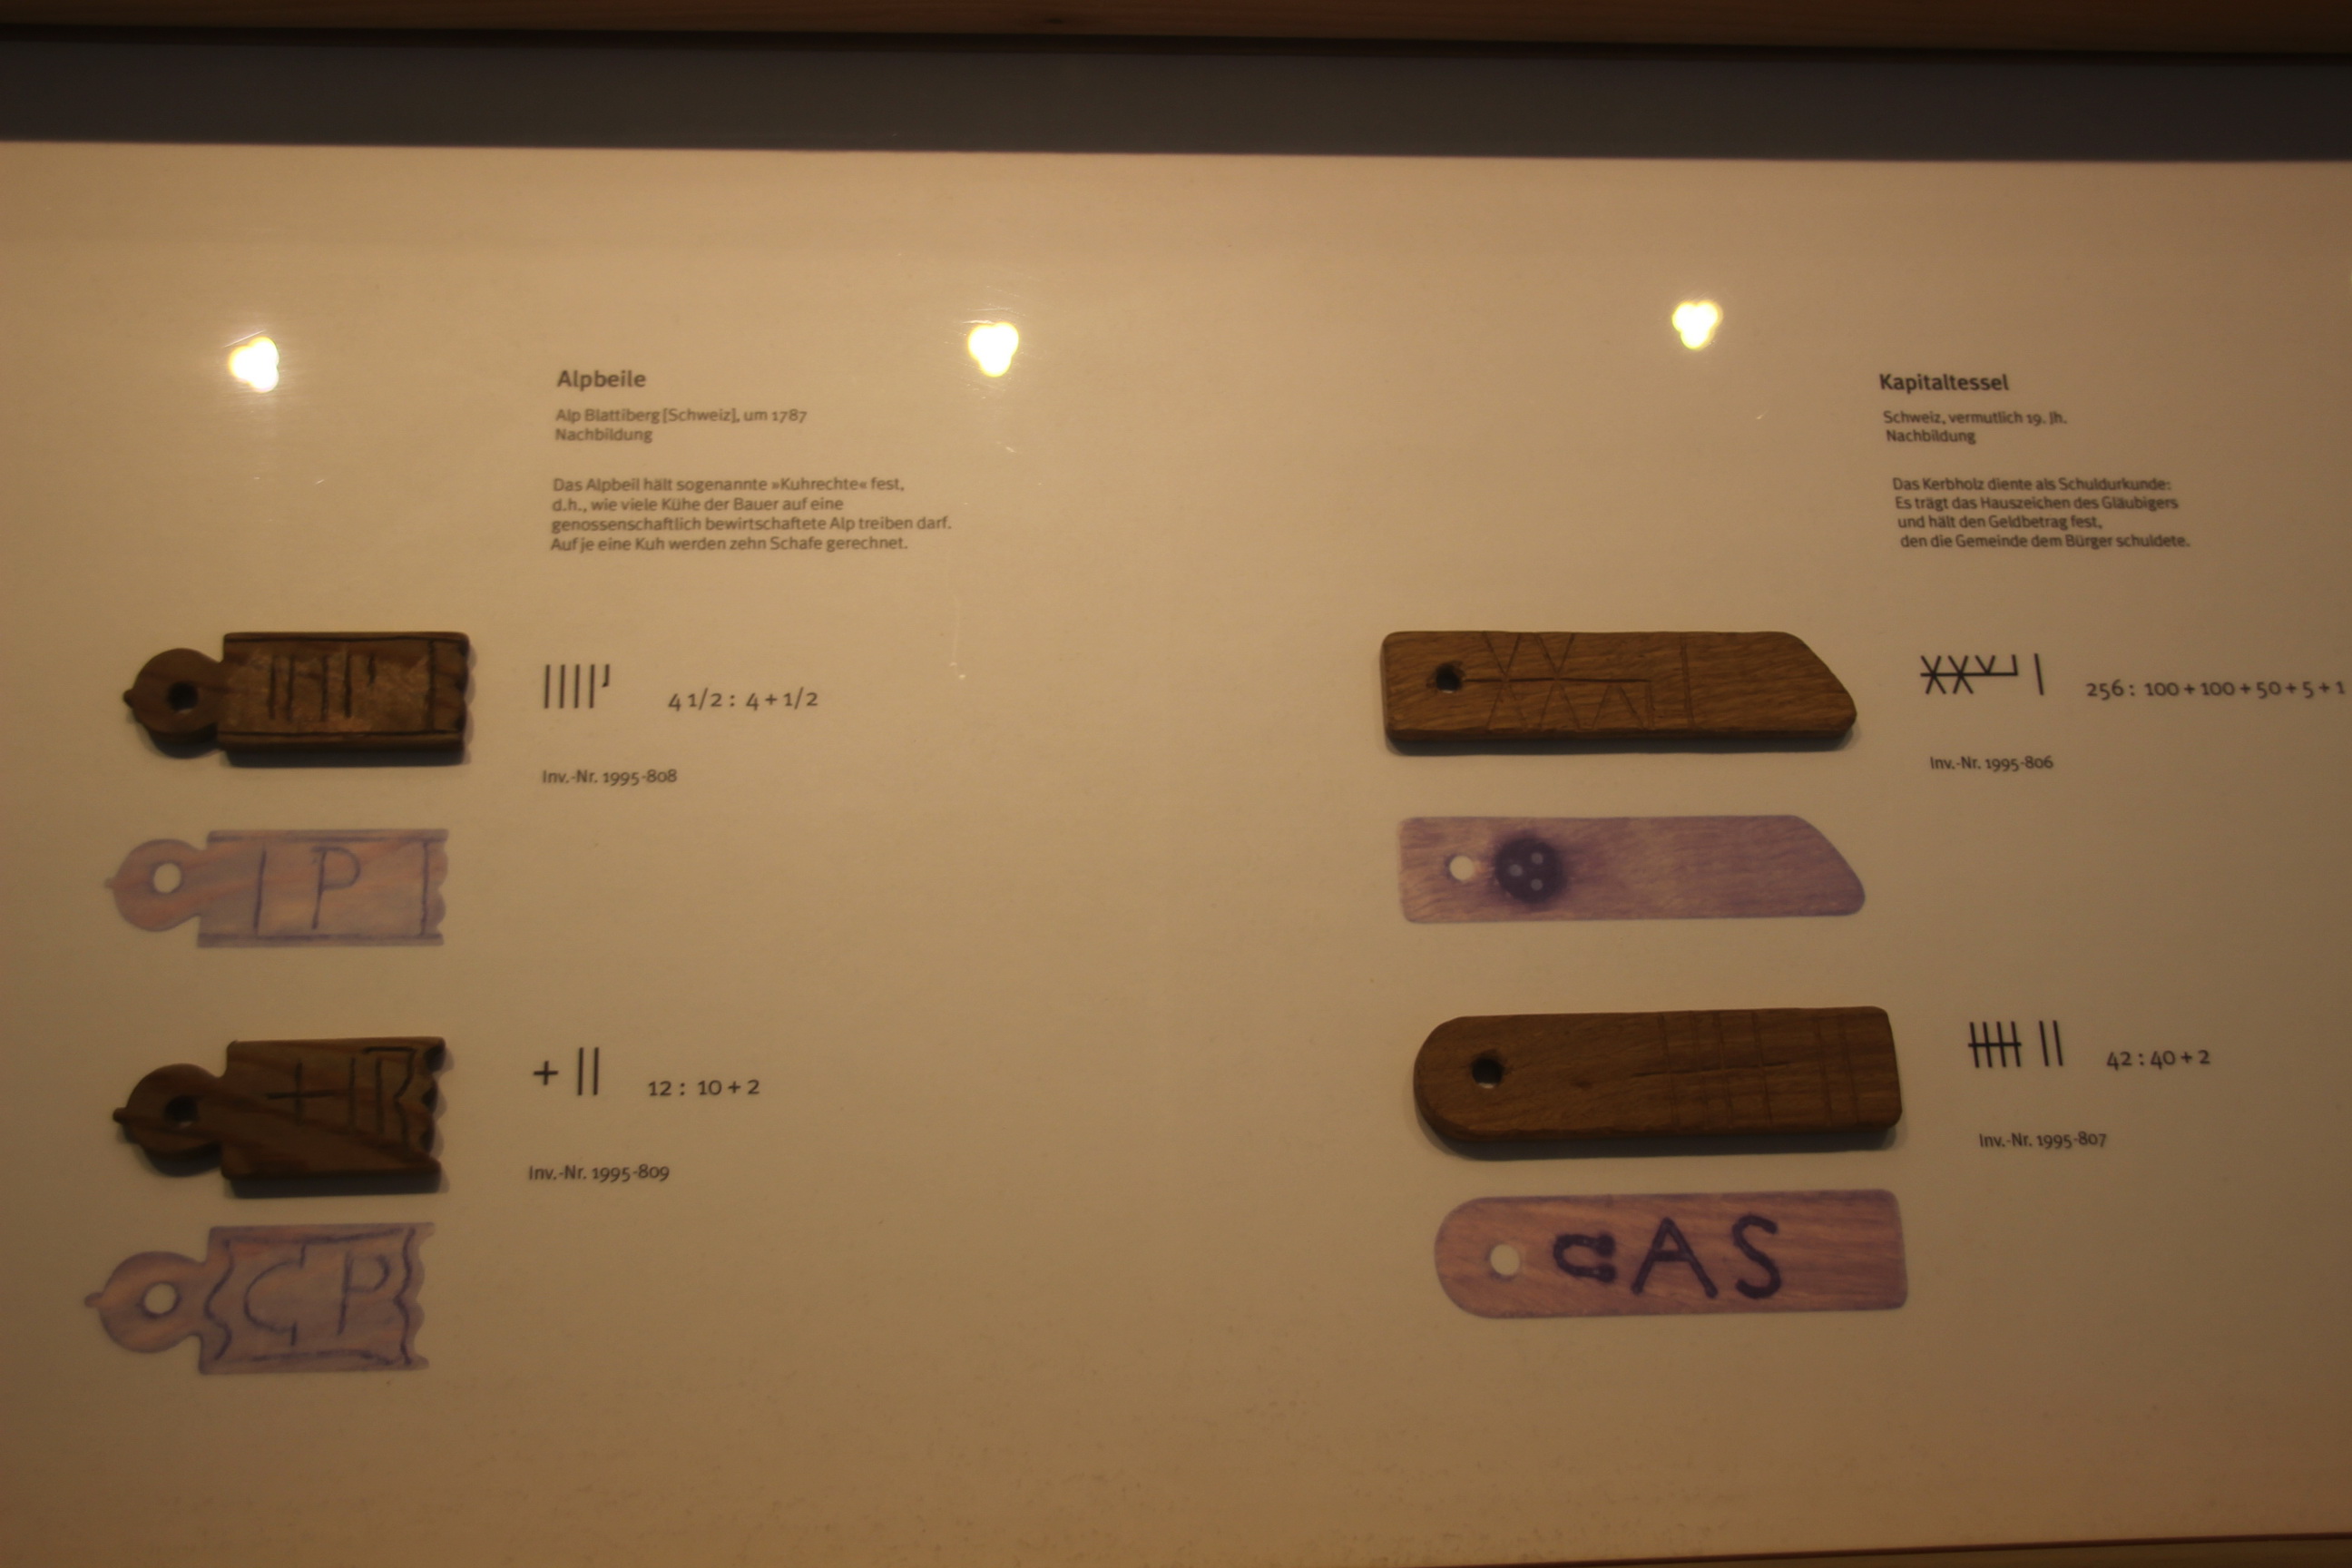 Alpbeile
Alp Blattiberg [Schweiz], um 1787
Nachbildung
Das Alpbeil hält sogenannte »Kuhrechte« fest,
d.h., wie viele Kühe der Bauer auf eine
genossenschaftlich bewirtschaftete Alp treiben darf.
Auf je eine Kuh werden zehn Schafe gerechnet.
4 1/2 : 4 + 1/2
Inv.-Nr. 1995-808
I P
12 : 10 + 2
Inv.-Nr. 1995-809
C P
Kapitaltessel
Schweiz, vermutlich 19. Jh.
Nachbildung
Das Kerbholz diente als Schuldurkunde:
Es trägt das Hauszeichen des Gläubigers
und hält den Geldbetrag fest,
den die Gemeinde dem Bürger schuldete.
256 : 100 + 100 + 50 + 5 + 1
Inv.-Nr. 1995-806
42 : 40 + 2
Inv.-Nr. 1995-807
AS